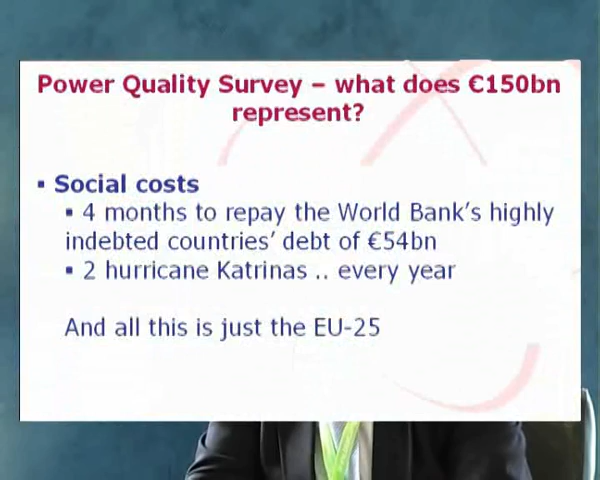 Power Quality Survey – what does €150bn
represent?
▪ Social costs
▪ 4 months to repay the World Bank’s highly
indebted countries’ debt of €54bn
▪ 2 hurricane Katrinas .. every year
And all this is just the EU-25